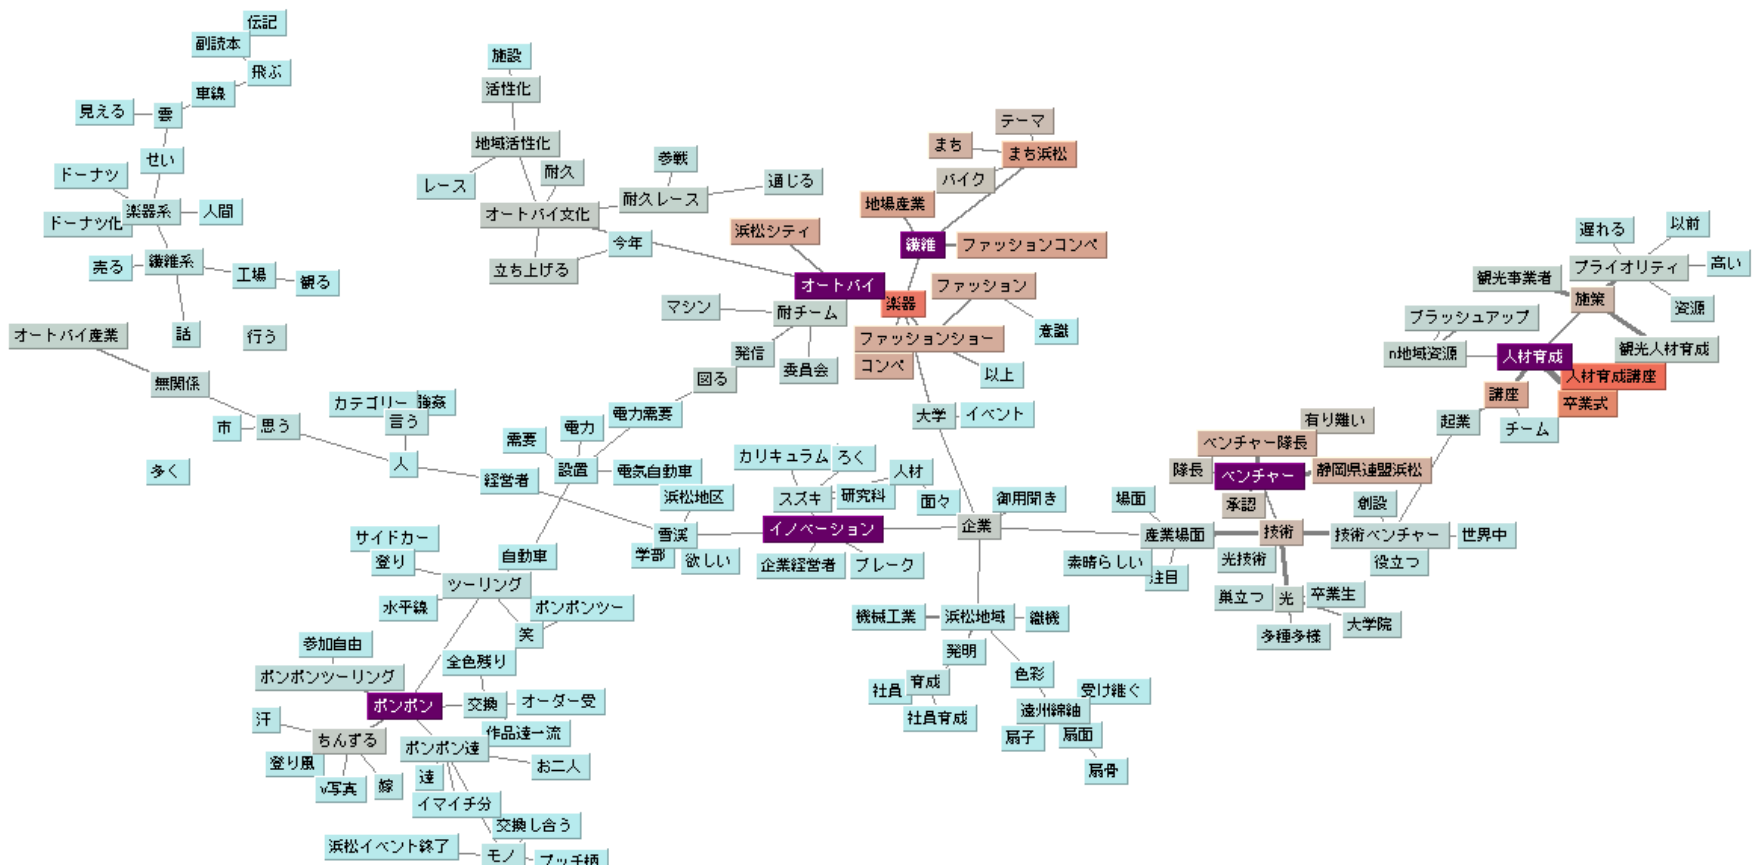 伝記
副読本
飛ぶ
車線
見える
雲
せい
ドーナツ
楽器系
人間
ドーナツ化
繊維系
売る
工場
観る
話
行う
オートバイ産業
無関係
思う
市
多く
カテゴリー
強姦
言う
人
経営者
施設
活性化
地域活性化
レース
耐久
参戦
耐久レース
通じる
オートバイ文化
今年
立ち上げる
浜松シティ
オートバイ
マシン
耐チーム
発信
委員会
図る
電力需要
電力
需要
設置
電気自動車
浜松地区
雪渓
学部
欲しい
自動車
テーマ
まち
まち浜松
バイク
地場産業
繊維
ファッションコンペ
楽器
ファッション
意識
ファッションショー
コンペ
以上
大学
イベント
カリキュラム
ろく
人材
スズキ
研究科
面々
御用聞き
イノベーション
企業
企業経営者
ブレーク
機械工業
浜松地域
織機
発明
社員
育成
社員育成
色彩
受け継ぐ
遠州綿紬
扇子
扇面
扇骨
場面
産業場面
素晴らしい
注目
技術
光技術
巣立つ
光
卒業生
多種多様
大学院
有り難い
ベンチャー隊長
隊長
ベンチャー
静岡県連盟浜松
承認
創設
技術ベンチャー
世界中
役立つ
起業
講座
チーム
卒業式
人材育成講座
人材育成
n地域資源
ブラッシュアップ
観光人材育成
施策
観光事業者
プライオリティ
遅れる
以前
高い
資源
サイドカー
登り
ツーリング
水平線
ポンポンツー
笑
参加自由
ポンポンツーリング
全色残り
ポンポン
交換
オーダー受
作品達一流
汗
ちんずる
登り風
v写真
嫁
ポンポン達
達
お二人
イマイチ分
交換し合う
浜松イベント終了
モノ
プッチ柄